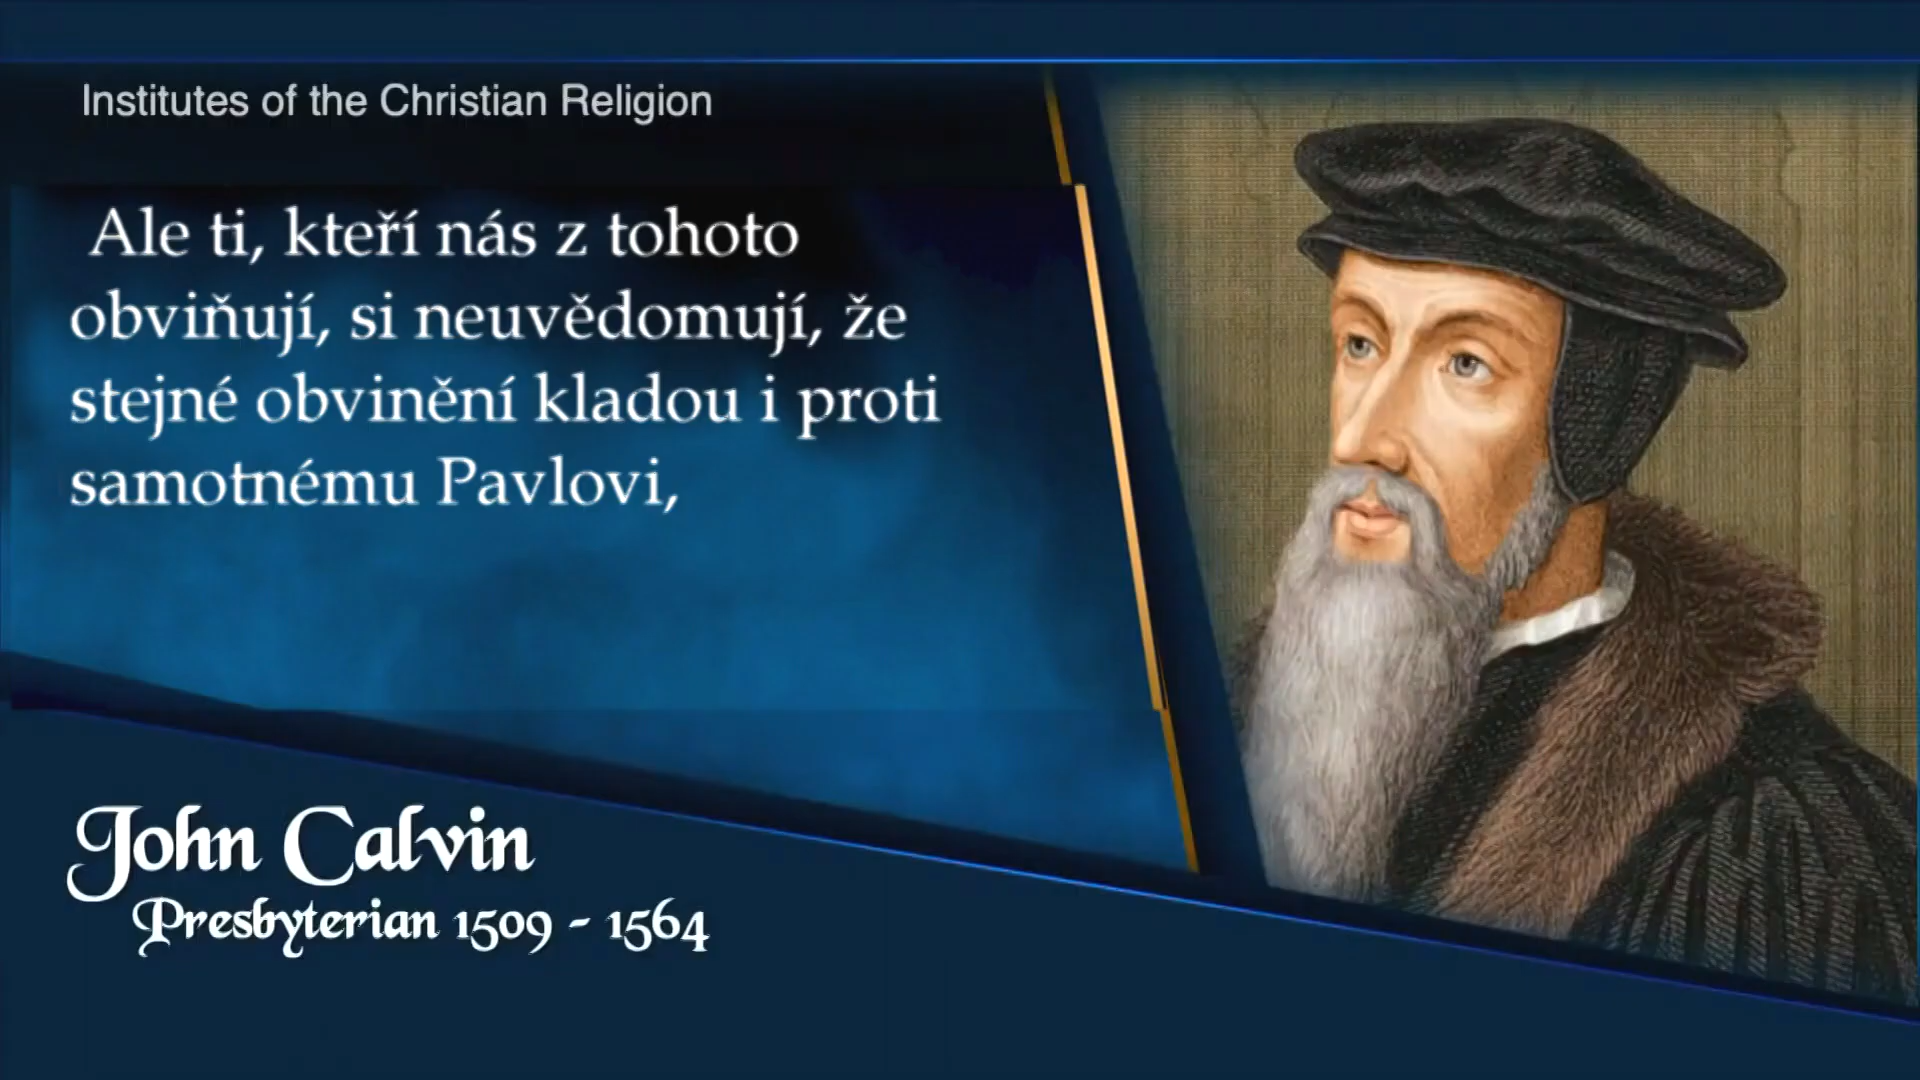 Institutes of the Christian Religion
Ale ti, kteří nás z tohoto
obviňují, si neuvědomují, že
stejné obvinění kladou i proti
samotnému Pavlovi,
John Calvin
Presbyterian 1509 - 1564